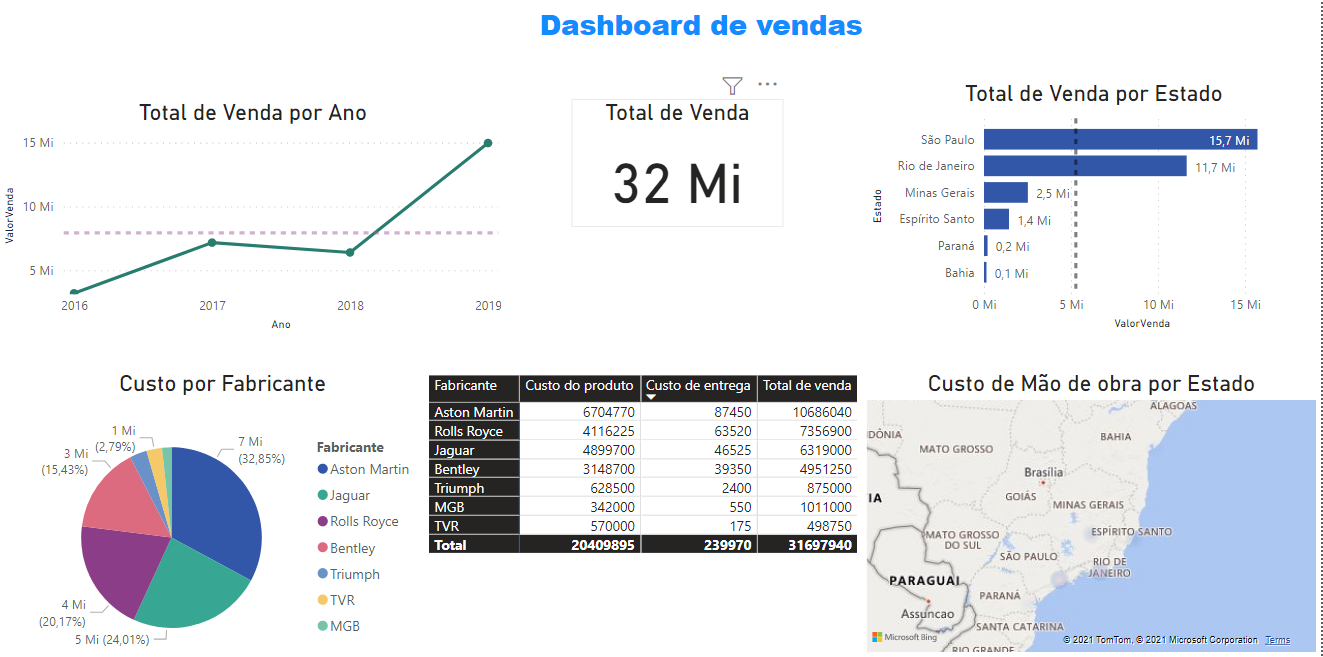 Dashboard de vendas
Total de Venda por Ano
15 Mi
10 Mi
5 Mi
ValorVenda
2016 2017 2018 2019
Ano
Total de Venda
32 Mi
Total de Venda por Estado
Estado
São Paulo 15,7 Mi
Rio de Janeiro 11,7 Mi
Minas Gerais 2,5 Mi
Espírito Santo 1,4 Mi
Paraná 0,2 Mi
Bahia 0,1 Mi
0 Mi 5 Mi 10 Mi 15 Mi
ValorVenda
Custo por Fabricante
1 Mi
(2,79%)
3 Mi
(15,43%)
7 Mi
(32,85%)
4 Mi
(20,17%)
5 Mi (24,01%)
Fabricante
Aston Martin
Jaguar
Rolls Royce
Bentley
Triumph
TVR
MGB
Fabricante Custo do produto Custo de entrega Total de venda
Aston Martin 6704770 87450 10686040
Rolls Royce 4116225 63520 7356900
Jaguar 4899700 46525 6319000
Bentley 3148700 39350 4951250
Triumph 628500 2400 875000
MGB 342000 550 1011000
TVR 570000 175 498750
Total 20409895 239970 31697940
Custo de Mão de obra por Estado
ALAGOAS
DÔNIA
BAHIA
MATO GROSSO
Brasília
IA
GOIÁS
MINAS GERAIS
ESPÍRITO SANTO
MATO GROSSO
DO SUL
SÃO PAULO
RIO DE
JANEIRO
PARAGUAI
PARANÁ
Assuncao
SANTA CATARINA
RIO GRANDE
Microsoft Bing
© 2021 TomTom, © 2021 Microsoft Corporation Terms